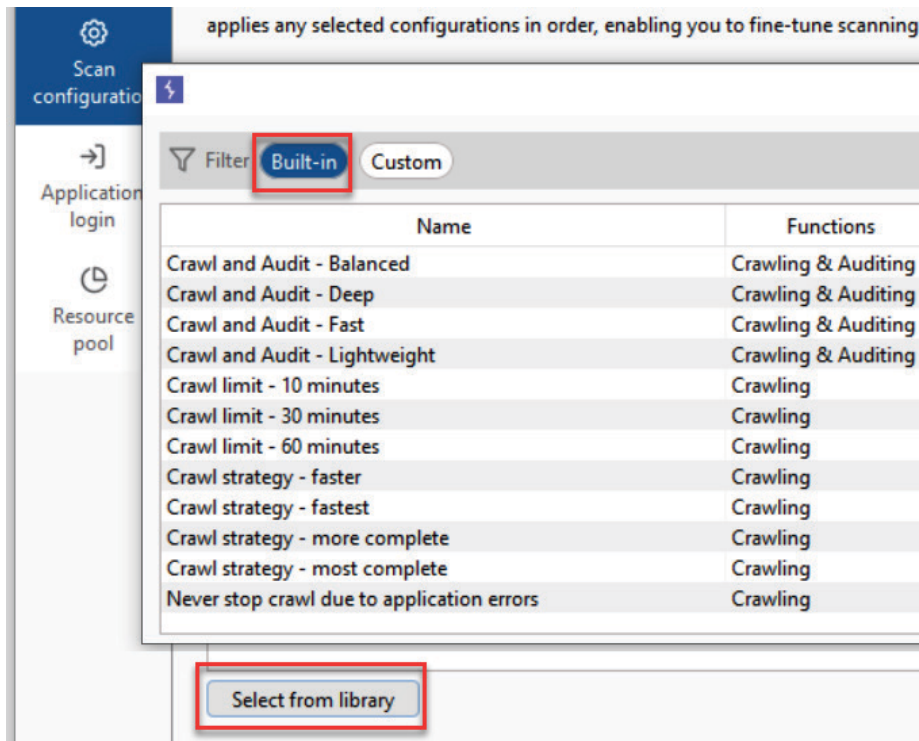 applies any selected configurations in order, enabling you to fine-tune scanning
Scan
configuratio
Application
login
Resource
pool
Filter Built-in Custom
Name Functions
Crawl and Audit - Balanced Crawling & Auditing
Crawl and Audit - Deep Crawling & Auditing
Crawl and Audit - Fast Crawling & Auditing
Crawl and Audit - Lightweight Crawling & Auditing
Crawl limit - 10 minutes Crawling
Crawl limit - 30 minutes Crawling
Crawl limit - 60 minutes Crawling
Crawl strategy - faster Crawling
Crawl strategy - fastest Crawling
Crawl strategy - more complete Crawling
Crawl strategy - most complete Crawling
Never stop crawl due to application errors Crawling
Select from library